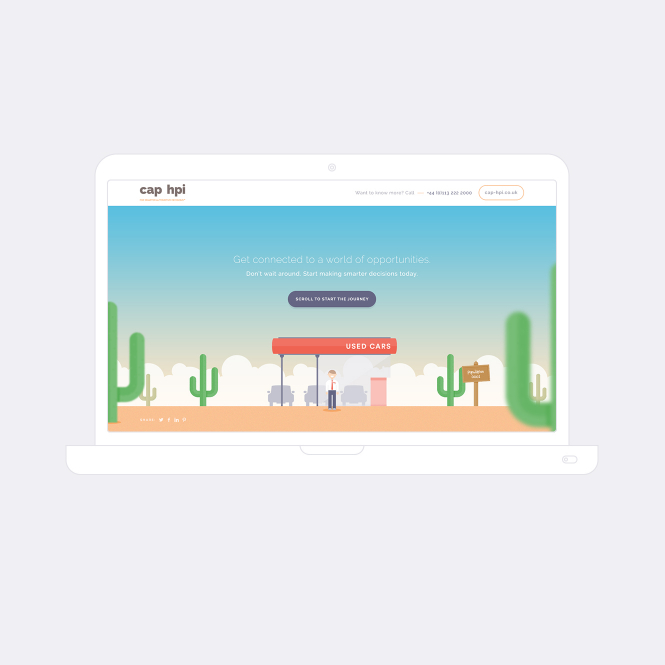 cap hpi
Want to know more? Call — +44 (0)113 222 2000
cap-hpi.co.uk
Get connected to a world of opportunities.
Don't wait around. Start making smarter decisions today.
SCROLL TO START THE JOURNEY
USED CARS
SHARE